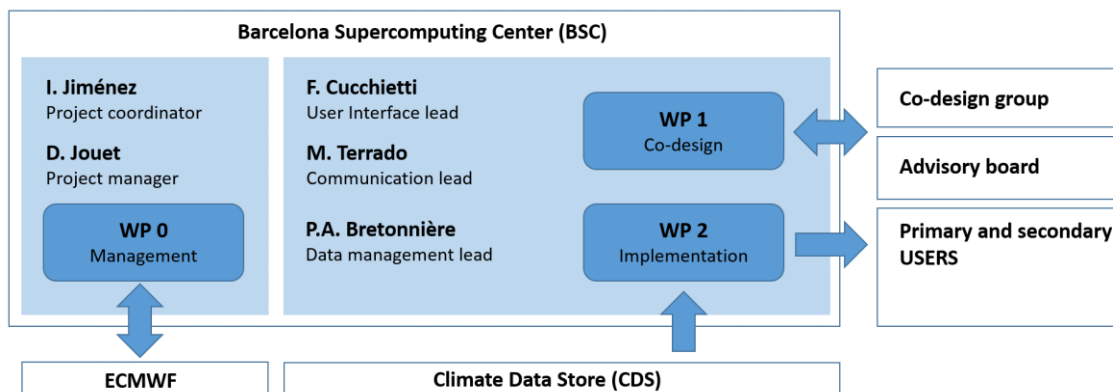 Barcelona Supercomputing Center (BSC)
I. Jiménez
Project coordinator
D. Jouet
Project manager
WP 0
Management
F. Cucchietti
User Interface lead
M. Terrado
Communication lead
P.A. Bretonnière
Data management lead
WP 1
Co-design
WP 2
Implementation
Co-design group
Advisory board
Primary and secondary
USERS
ECMWF
Climate Data Store (CDS)